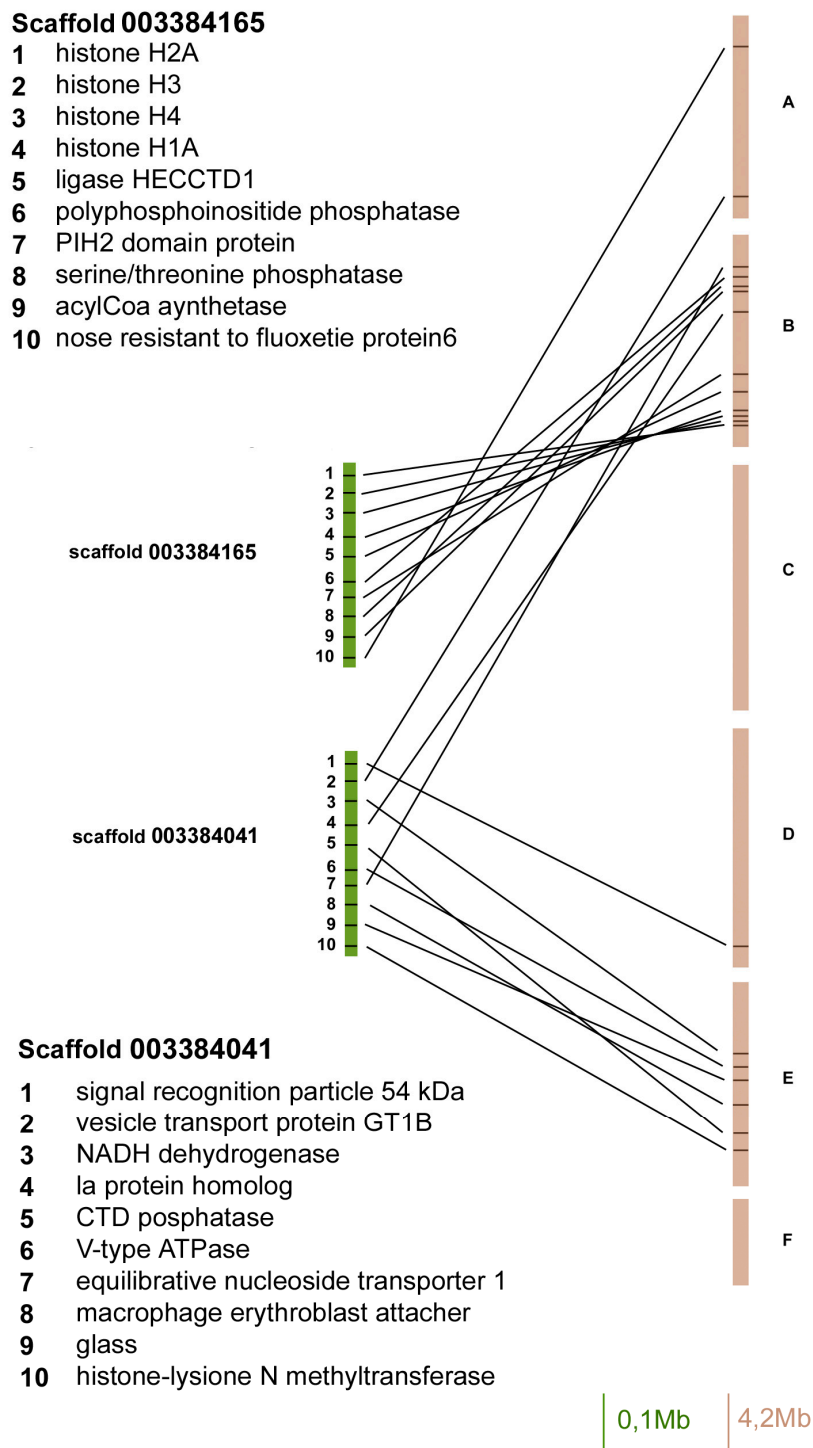 Scaffold 003384165
1 histone H2A
2 histone H3
3 histone H4
4 histone H1A
5 ligase HECCTD1
6 polyphosphoinositide phosphatase
7 PIH2 domain protein
8 serine/threonine phosphatase
9 acylCoa aynthetase
10 nose resistant to fluoxetie protein6
A
B
C
D
E
F
scaffold 003384165
1
2
3
4
5
6
7
8
9
10
scaffold 003384041
1
2
3
4
5
6
7
8
9
10
Scaffold 003384041
1 signal recognition particle 54 kDa
2 vesicle transport protein GT1B
3 NADH dehydrogenase
4 la protein homolog
5 CTD posphatase
6 V-type ATPase
7 equilibrative nucleoside transporter 1
8 macrophage erythroblast attacher
9 glass
10 histone-lysione N methyltransferase
0,1Mb 4,2Mb